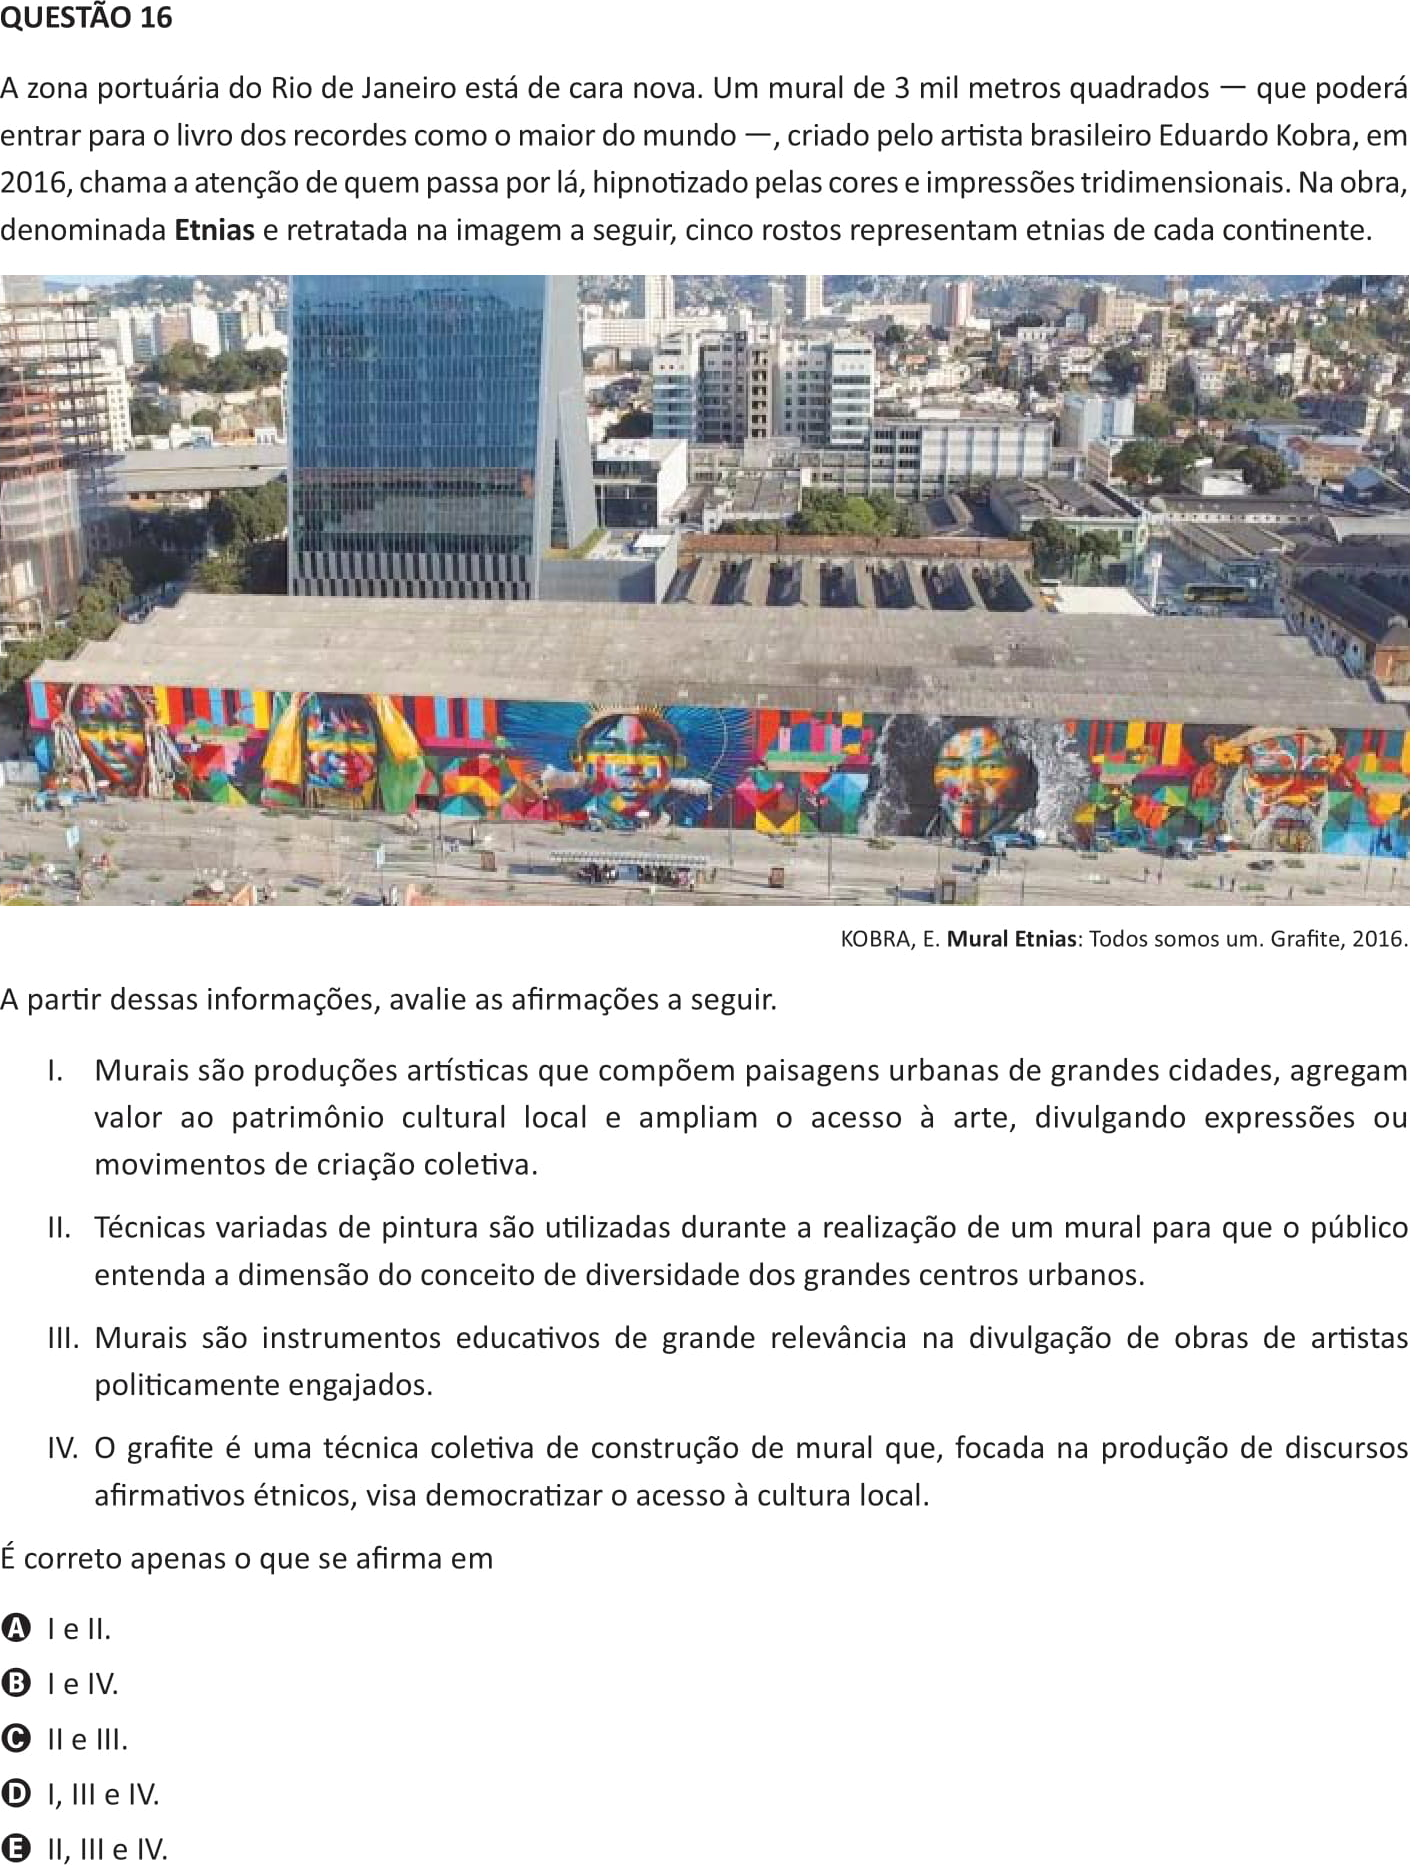 QUESTÃO 16
A zona portuária do Rio de Janeiro está de cara nova. Um mural de 3 mil metros quadrados — que poderá
entrar para o livro dos recordes como o maior do mundo —, criado pelo artista brasileiro Eduardo Kobra, em
2016, chama a atenção de quem passa por lá, hipnotizado pelas cores e impressões tridimensionais. Na obra,
denominada Etnias e retratada na imagem a seguir, cinco rostos representam etnias de cada continente.
KOBRA, E. Mural Etnias: Todos somos um. Grafite, 2016.
A partir dessas informações, avalie as afirmações a seguir.
I. Murais são produções artísticas que compõem paisagens urbanas de grandes cidades, agregam
valor ao patrimônio cultural local e ampliam o acesso à arte, divulgando expressões ou
movimentos de criação coletiva.
II. Técnicas variadas de pintura são utilizadas durante a realização de um mural para que o público
entenda a dimensão do conceito de diversidade dos grandes centros urbanos.
III. Murais são instrumentos educativos de grande relevância na divulgação de obras de artistas
politicamente engajados.
IV. O grafite é uma técnica coletiva de construção de mural que, focada na produção de discursos
afirmativos étnicos, visa democratizar o acesso à cultura local.
É correto apenas o que se afirma em
A I e II.
B I e IV.
C II e III.
D I, III e IV.
E II, III e IV.